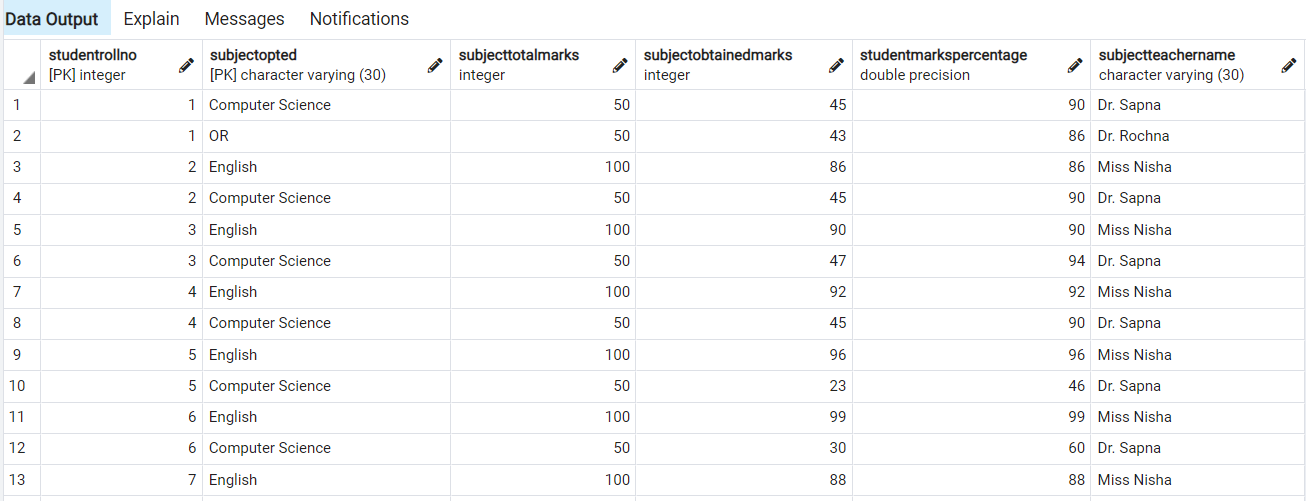 Data Output Explain Messages Notifications
studentrollno subjectopted subjecttotalmarks subjectobtainedmarks studentmarkspercentage subjectteachername
[PK] integer [PK] character varying (30) integer integer double precision character varying (30)
1 1 Computer Science 50 45 90 Dr. Sapna
2 1 OR 50 43 86 Dr. Rochna
3 2 English 100 86 86 Miss Nisha
4 2 Computer Science 50 45 90 Dr. Sapna
5 3 English 100 90 90 Miss Nisha
6 3 Computer Science 50 47 94 Dr. Sapna
7 4 English 100 92 92 Miss Nisha
8 4 Computer Science 50 45 90 Dr. Sapna
9 5 English 100 96 96 Miss Nisha
10 5 Computer Science 50 23 46 Dr. Sapna
11 6 English 100 99 99 Miss Nisha
12 6 Computer Science 50 30 60 Dr. Sapna
13 7 English 100 88 88 Miss Nisha